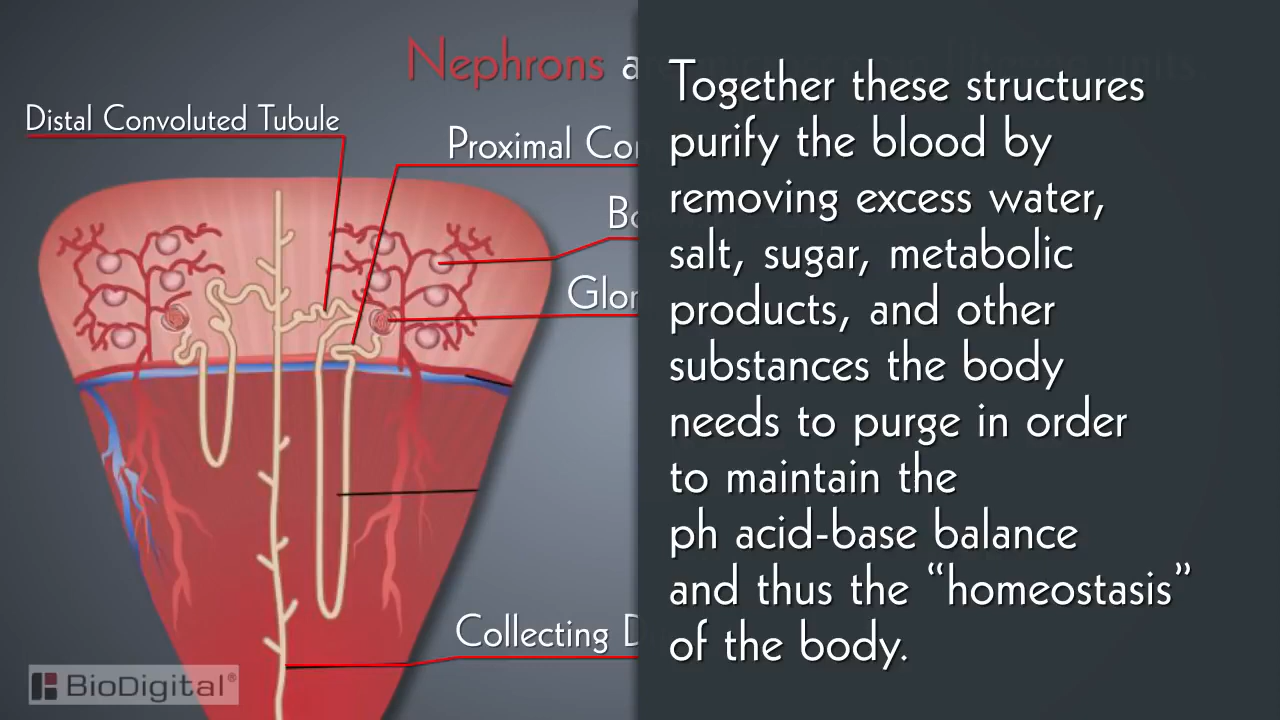 Nephrons a
Distal Convoluted Tubule
Proximal Co
Bo
Glo
Collecting D
BioDigital®
Together these structures
purify the blood by
removing excess water,
salt, sugar, metabolic
products, and other
substances the body
needs to purge in order
to maintain the
ph acid-base balance
and thus the “homeostasis”
of the body.